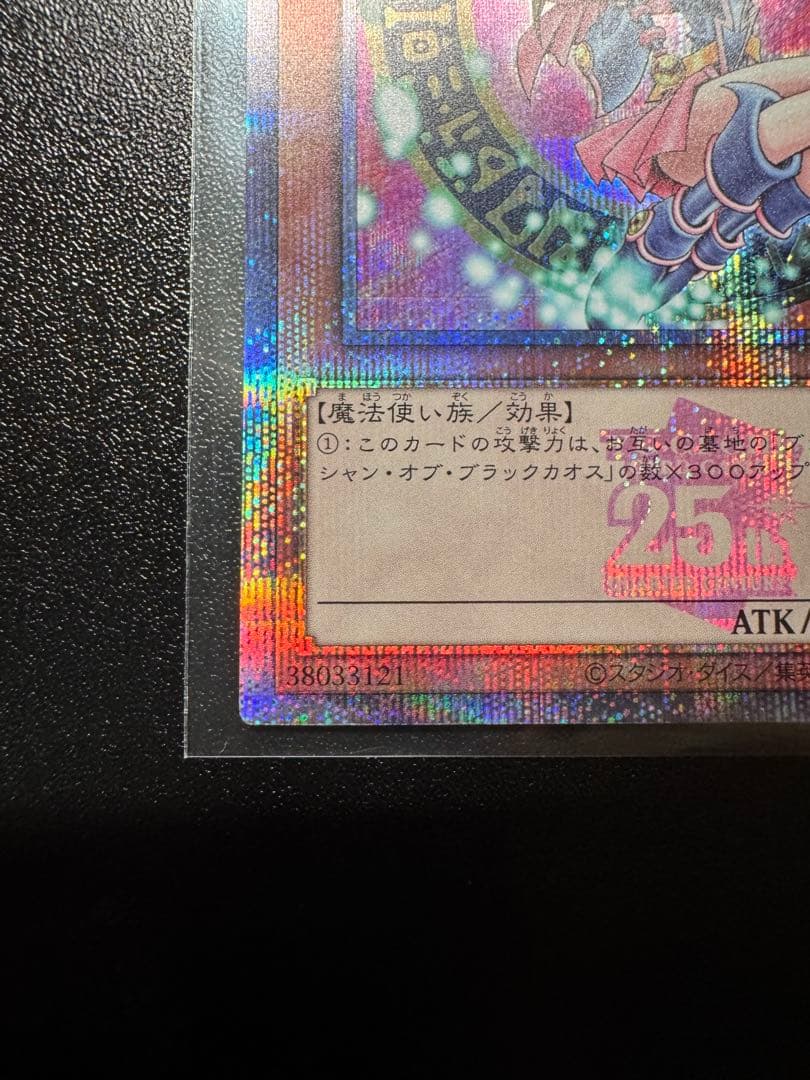 【魔法使い族／効果】
①：このカードの攻撃力は、お互いの墓地の「ブ
シャン・オブ・ブラックカオス」の数×３００アップ
25th
ATK/
38033121
©スタジオ・ダイス／集英